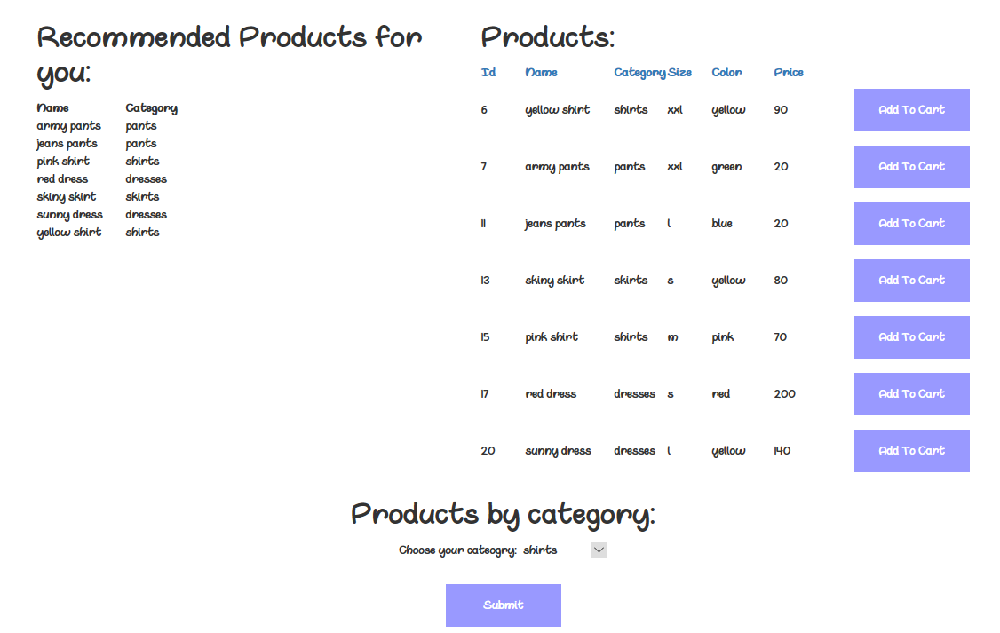 Recommended Products for
you:
Name Category
army pants pants
jeans pants pants
pink shirt shirts
red dress dresses
skiny skirt skirts
sunny dress dresses
yellow shirt shirts
Products:
Id Name Category Size Color Price
6 yellow shirt shirts xxl yellow 90 Add To Cart
7 army pants pants xxl green 20 Add To Cart
11 jeans pants pants l blue 20 Add To Cart
13 skiny skirt skirts s yellow 80 Add To Cart
15 pink shirt shirts m pink 70 Add To Cart
17 red dress dresses s red 200 Add To Cart
20 sunny dress dresses l yellow 140 Add To Cart
Products by category:
Choose your cateogry: shirts
Submit